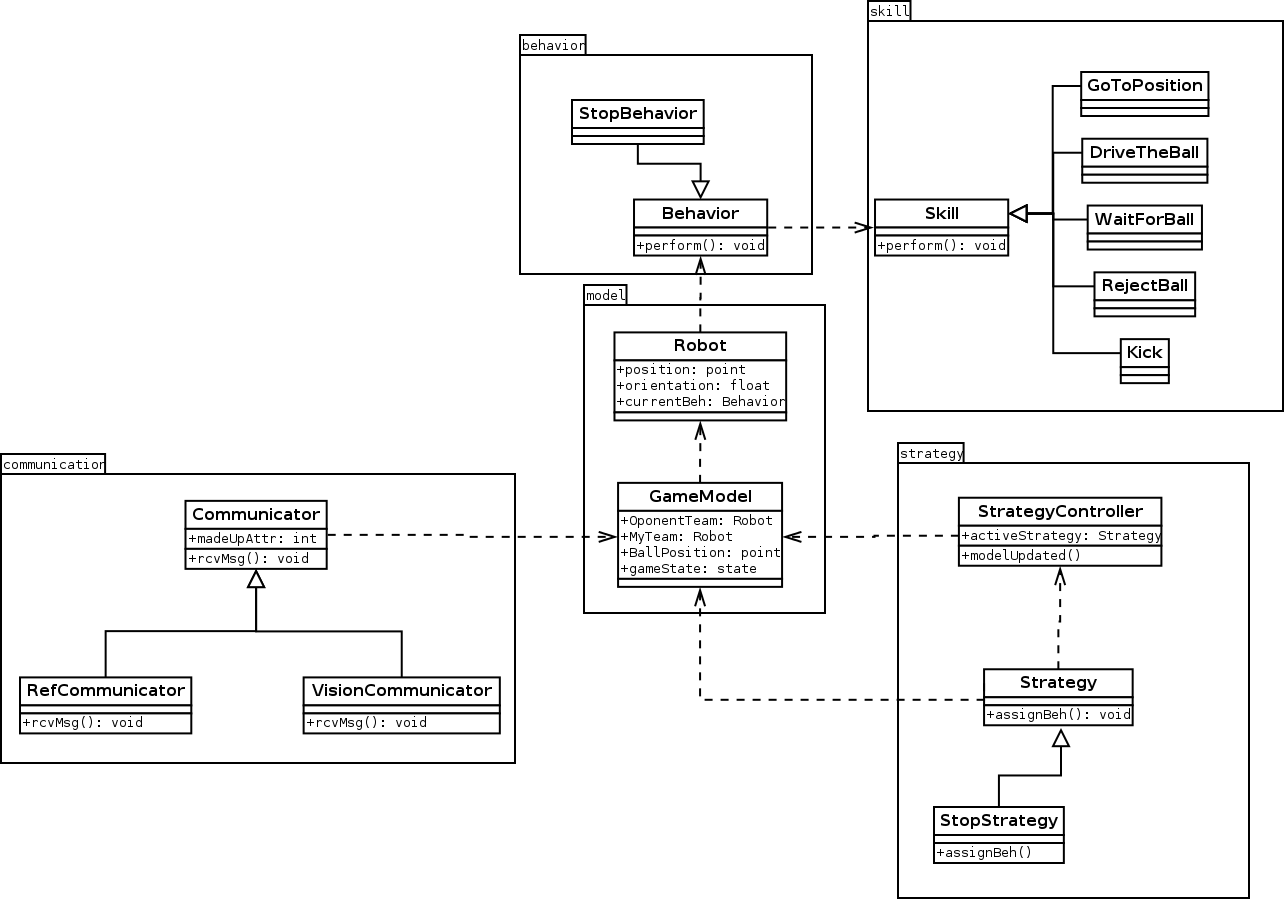 skill
behavior
GoToPosition
StopBehavior
DriveTheBall
Behavior
+perform(): void
Skill
+perform(): void
WaitForBall
RejectBall
Kick
model
Robot
+position: point
+orientation: float
+currentBeh: Behavior
communication
Communicator
+madeUpAttr: int
+rcvMsg(): void
RefCommunicator
+rcvMsg(): void
VisionCommunicator
+rcvMsg(): void
GameModel
+OponentTeam: Robot
+MyTeam: Robot
+BallPosition: point
+gameState: state
strategy
StrategyController
+activeStrategy: Strategy
+modelUpdated()
Strategy
+assignBeh(): void
StopStrategy
+assignBeh()